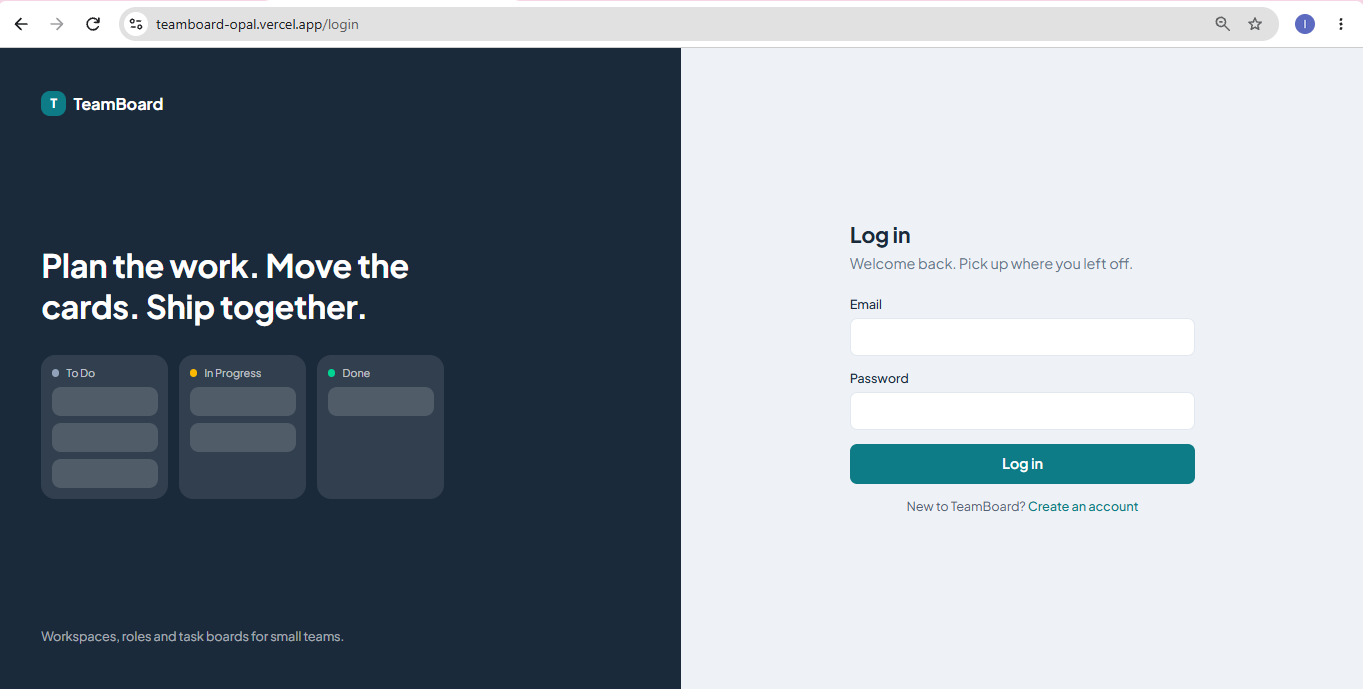 teamboard-opal.vercel.app/login
I
T TeamBoard
Plan the work. Move the
cards. Ship together.
To Do
In Progress
Done
Workspaces, roles and task boards for small teams.
Log in
Welcome back. Pick up where you left off.
Email
Password
Log in
New to TeamBoard? Create an account